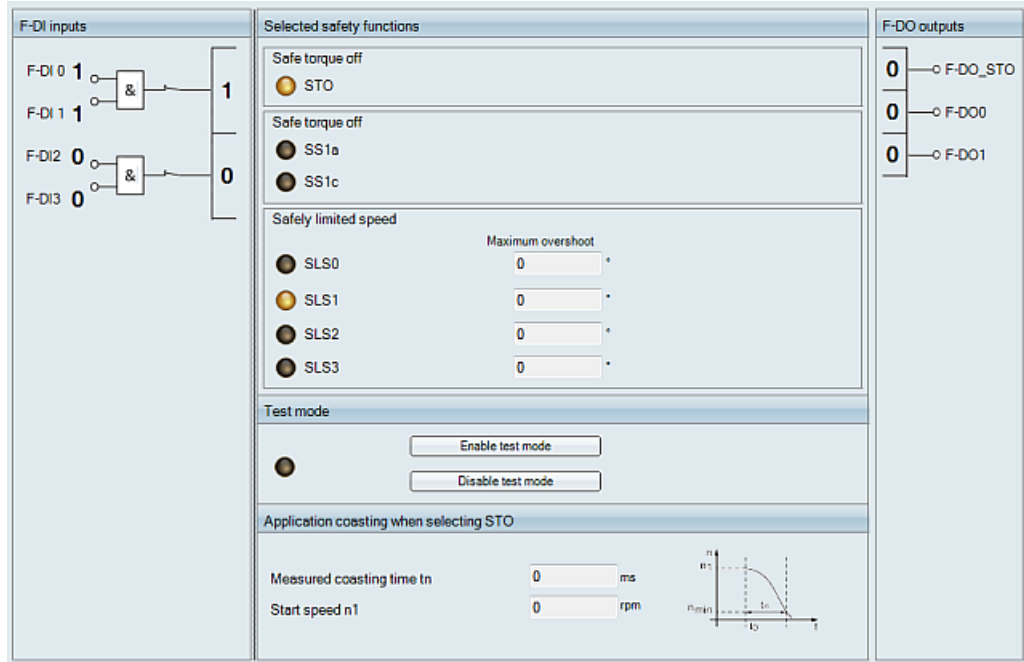 F-DI inputs
F-DI 0 1
&
1
F-DI 1 1
F-DI2 0
&
0
F-DI3 0
Selected safety functions
Safe torque off
STO
Safe torque off
SS1a
SS1c
Safely limited speed
Maximum overshoot
SLS0 0 °
SLS1 0 °
SLS2 0 °
SLS3 0 °
Test mode
Enable test mode
Disable test mode
Application coasting when selecting STO
Measured coasting time tn 0 ms
Start speed n1 0 rpm
n
n1
nmin
tn
t
F-DO outputs
0 F-DO_STO
0 F-DO0
0 F-DO1